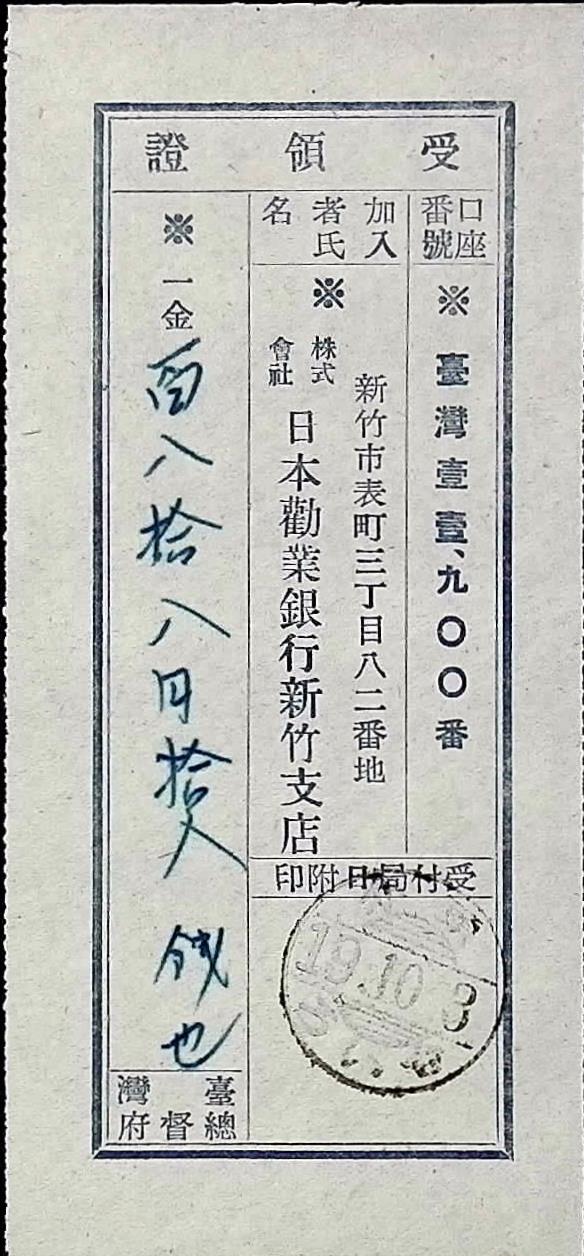 受領證
口座番號
※臺灣壹壹、九〇〇番
加入者氏名
新竹市表町三丁目八二番地
※株式會社日本勸業銀行新竹支店
受付局日附印
19.10.8
※一金百八拾八円拾八錢也
臺灣總督府